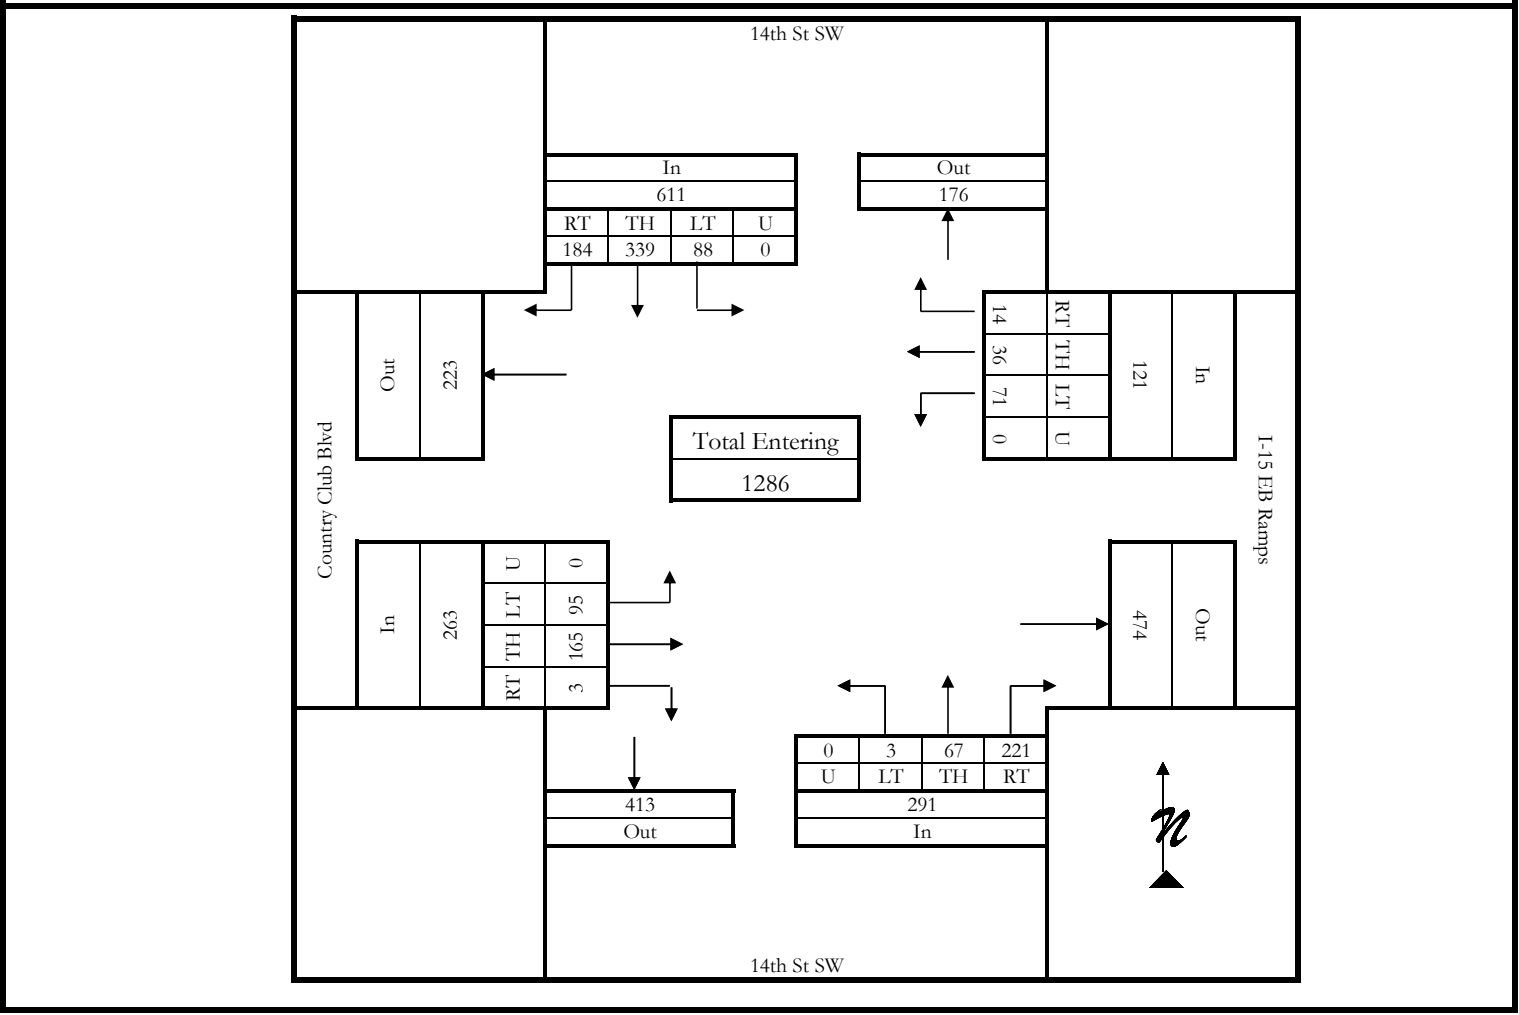 14th St SW
In
611
RT TH LT U
184 339 88 0
Out
176
Out
223
Country Club Blvd
14 RT
36 TH
71 LT
0 U
121
In
I-15 EB Ramps
Total Entering
1286
In
263
U 0
LT 95
TH 165
RT 3
474
Out
413
Out
0 3 67 221
U LT TH RT
291
In
N
14th St SW